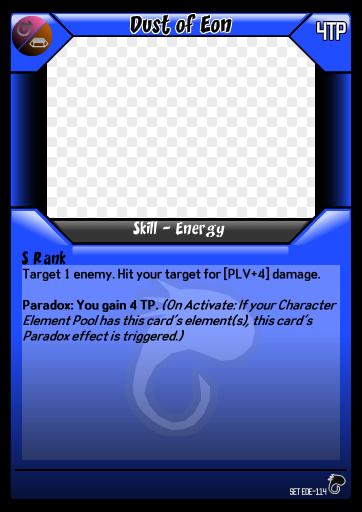 Dust of Eon
4TP
Skill - Energy
S Rank
Target 1 enemy. Hit your target for [PLV+4] damage.
Paradox: You gain 4 TP. (On Activate: If your Character
Element Pool has this card's element(s), this card's
Paradox effect is triggered.)
SET EOE-114